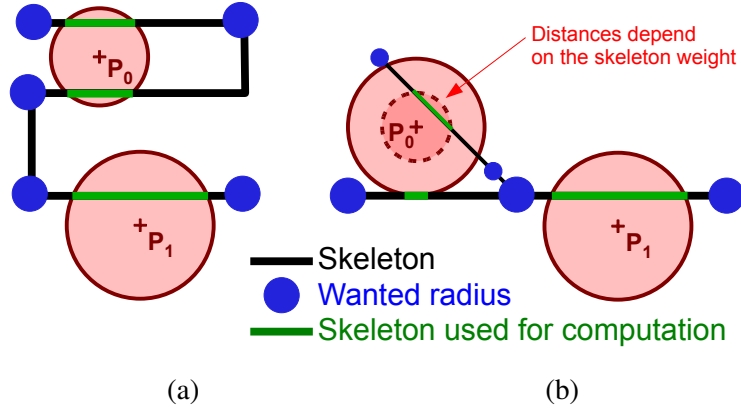 Distances depend
on the skeleton weight
+P0
P0+
+P1
+P1
Skeleton
Wanted radius
Skeleton used for computation
(a)
(b)